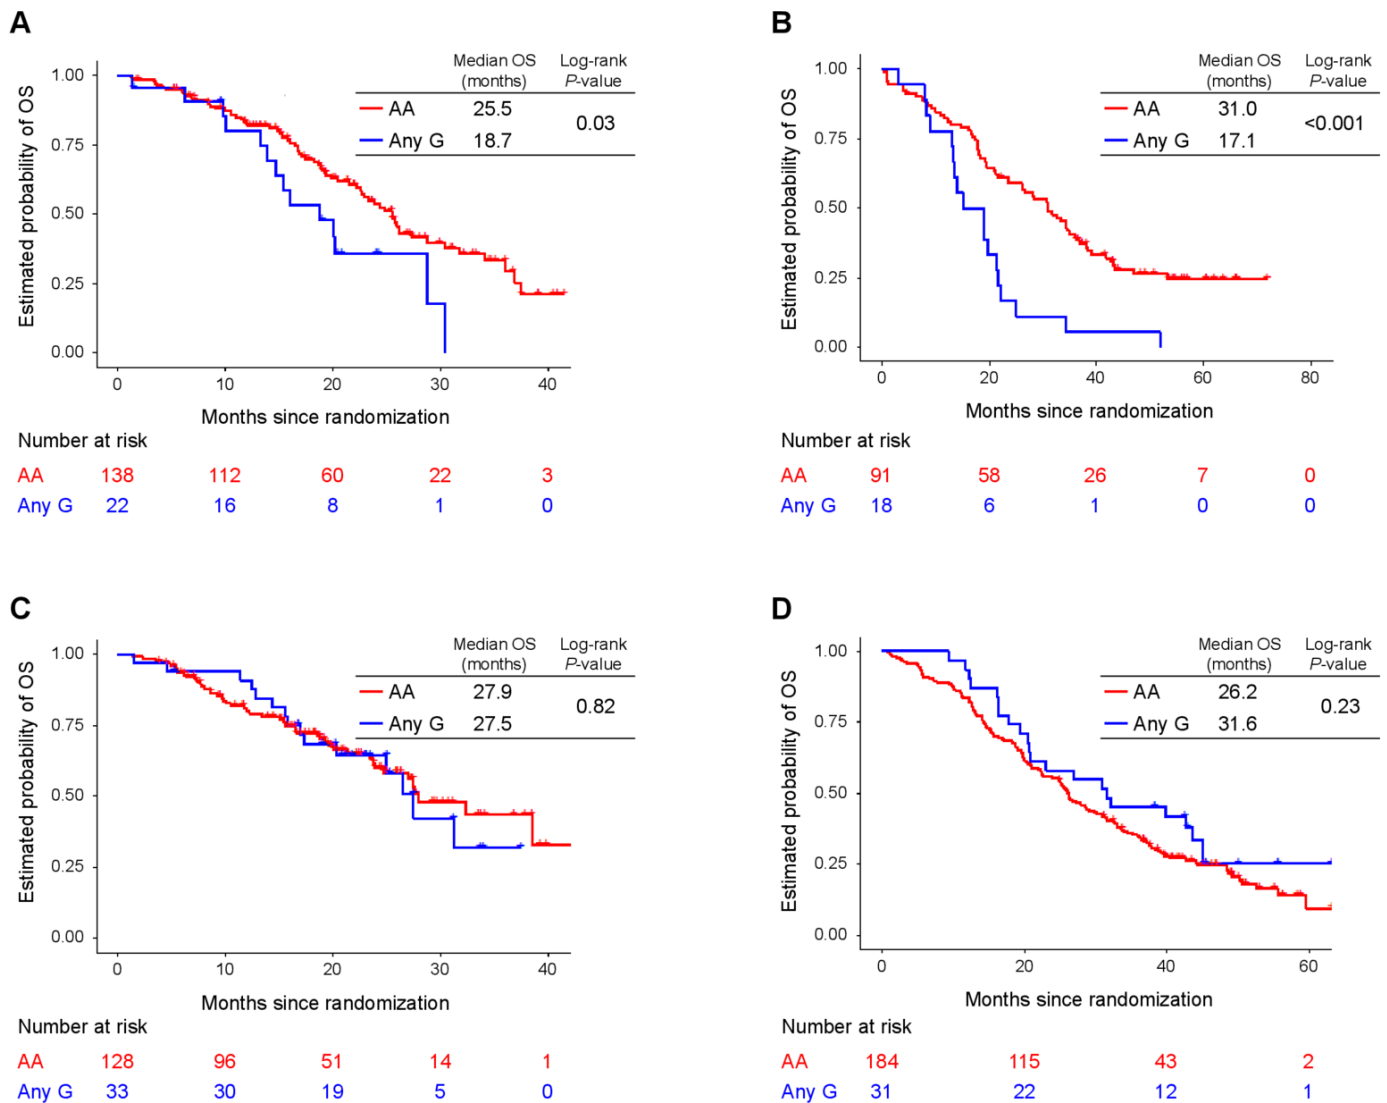 A
Median OS Log-rank
(months) P-value
AA 25.5
0.03
Any G 18.7
Estimated probability of OS
1.00
0.75
0.50
0.25
0.00
0 10 20 30 40
Months since randomization
Number at risk
AA 138 112 60 22 3
Any G 22 16 8 1 0
B
Median OS Log-rank
(months) P-value
AA 31.0
<0.001
Any G 17.1
Estimated probability of OS
1.00
0.75
0.50
0.25
0.00
0 20 40 60 80
Months since randomization
Number at risk
AA 91 58 26 7 0
Any G 18 6 1 0 0
C
Median OS Log-rank
(months) P-value
AA 27.9
0.82
Any G 27.5
Estimated probability of OS
1.00
0.75
0.50
0.25
0.00
0 10 20 30 40
Months since randomization
Number at risk
AA 128 96 51 14 1
Any G 33 30 19 5 0
D
Median OS Log-rank
(months) P-value
AA 26.2
0.23
Any G 31.6
Estimated probability of OS
1.00
0.75
0.50
0.25
0.00
0 20 40 60
Months since randomization
Number at risk
AA 184 115 43 2
Any G 31 22 12 1